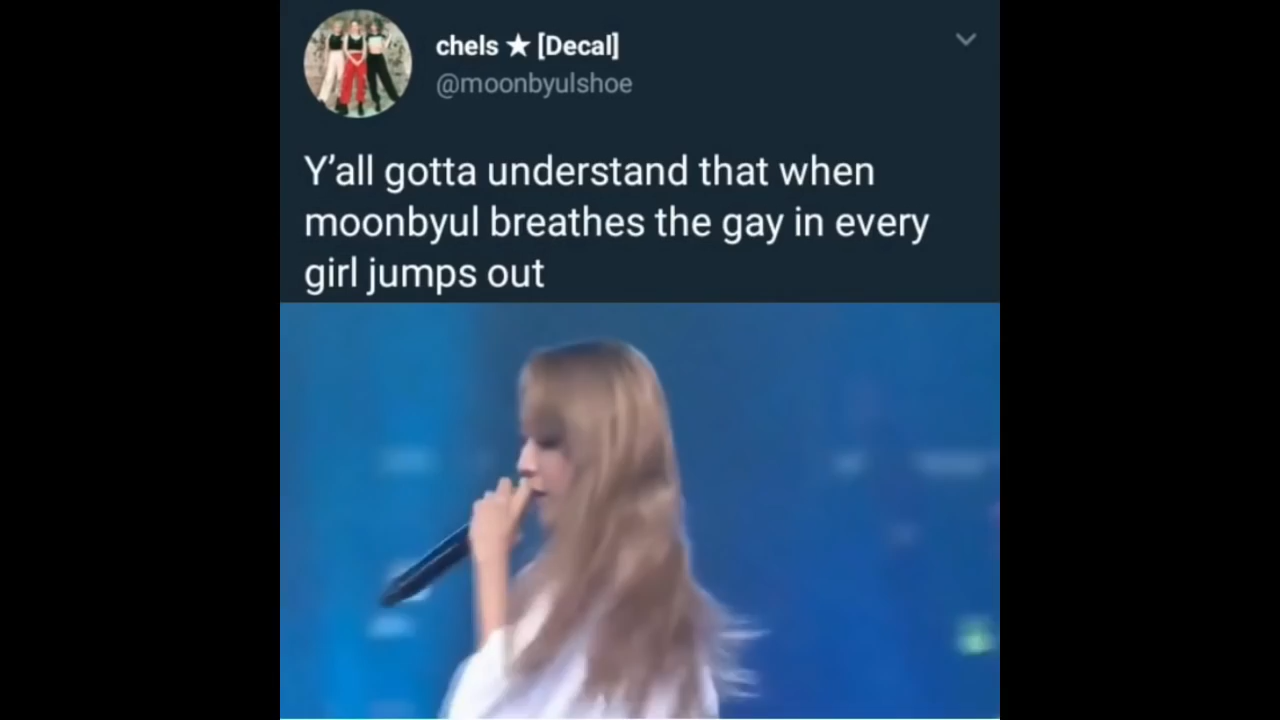 chels ★ [Decal]
@moonbyulshoe
Y’all gotta understand that when
moonbyul breathes the gay in every
girl jumps out